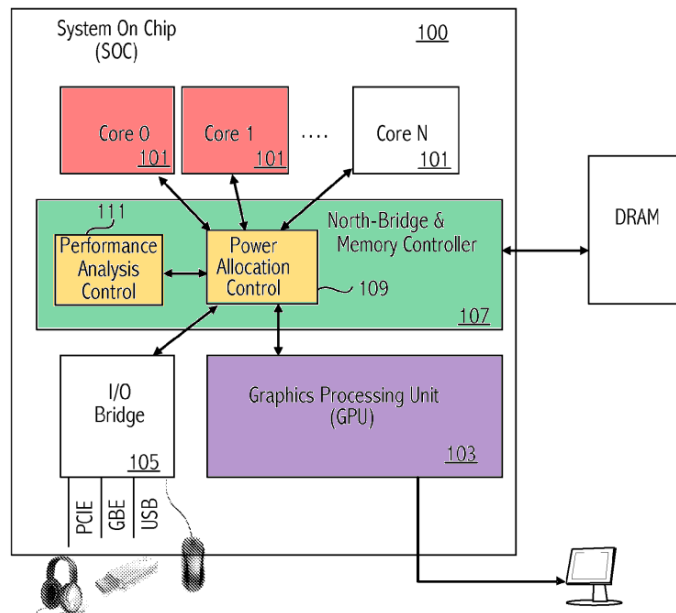 System On Chip
(SOC)
100
Core 0
101
Core 1
101
....
Core N
101
111
Performance
Analysis
Control
Power
Allocation
Control
109
North-Bridge &
Memory Controller
107
DRAM
I/O
Bridge
105
Graphics Processing Unit
(GPU)
103
PCIE
GBE
USB